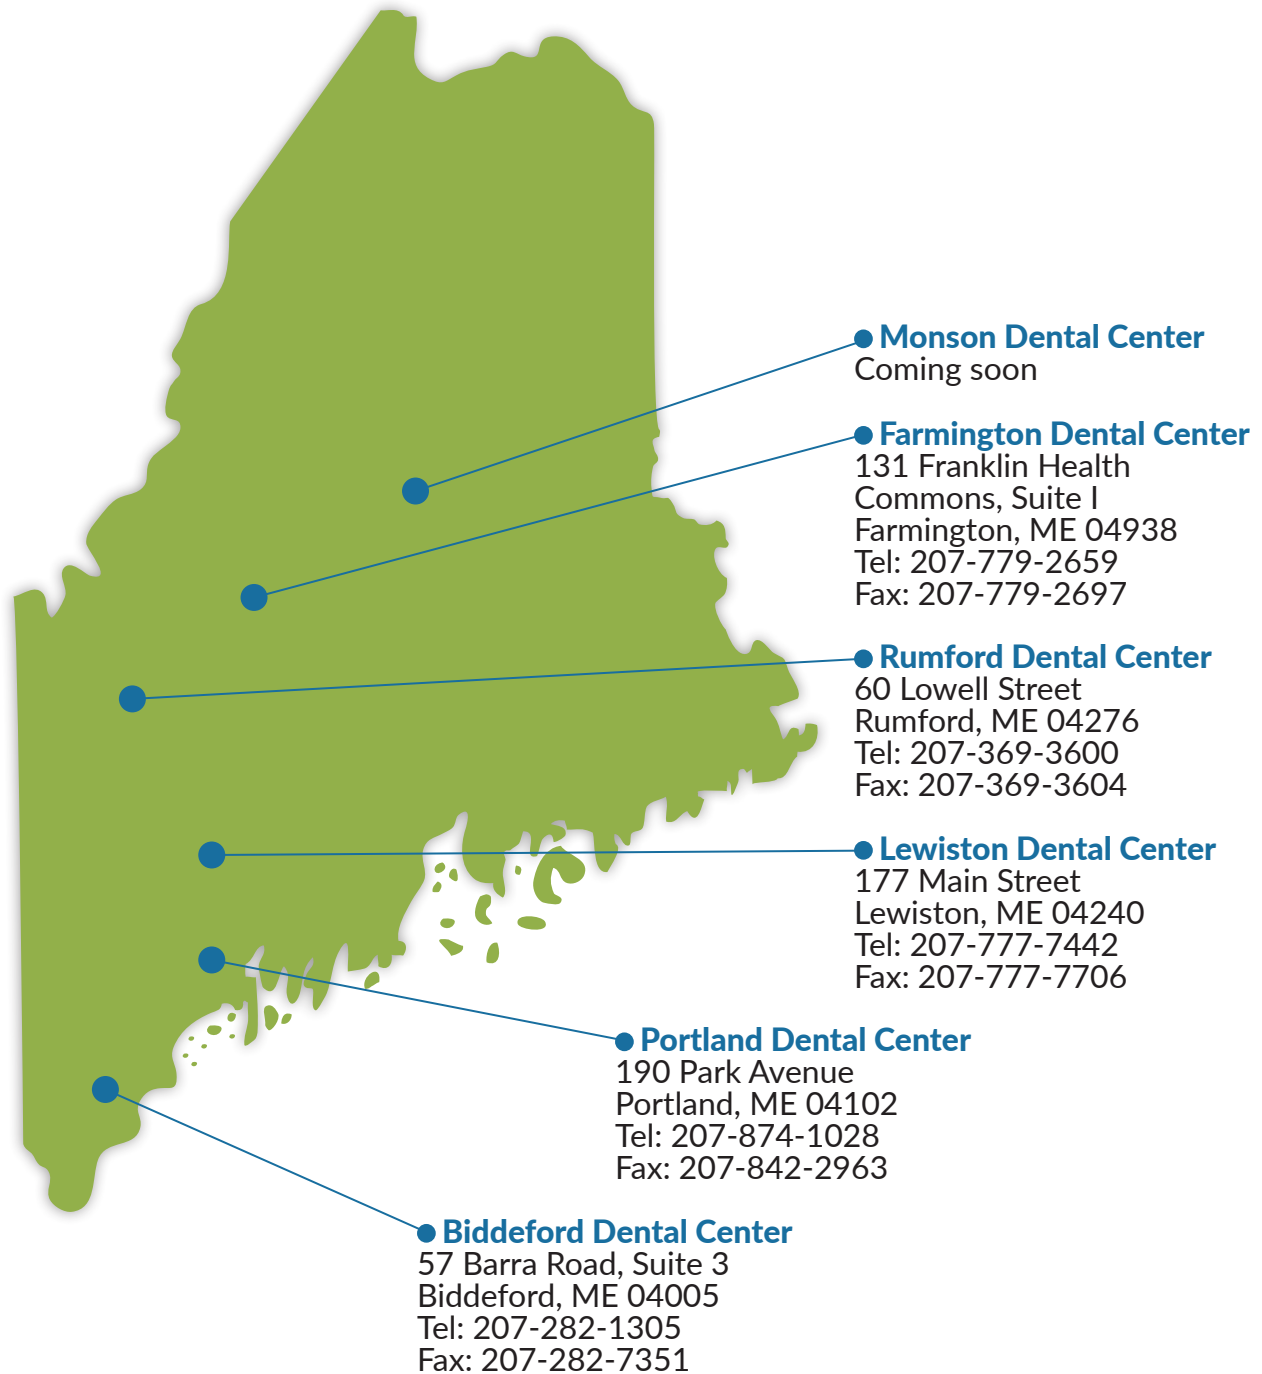 Monson Dental Center
Coming soon
Farmington Dental Center
131 Franklin Health
Commons, Suite I
Farmington, ME 04938
Tel: 207-779-2659
Fax: 207-779-2697
Rumford Dental Center
60 Lowell Street
Rumford, ME 04276
Tel: 207-369-3600
Fax: 207-369-3604
Lewiston Dental Center
177 Main Street
Lewiston, ME 04240
Tel: 207-777-7442
Fax: 207-777-7706
Portland Dental Center
190 Park Avenue
Portland, ME 04102
Tel: 207-874-1028
Fax: 207-842-2963
Biddeford Dental Center
57 Barra Road, Suite 3
Biddeford, ME 04005
Tel: 207-282-1305
Fax: 207-282-7351